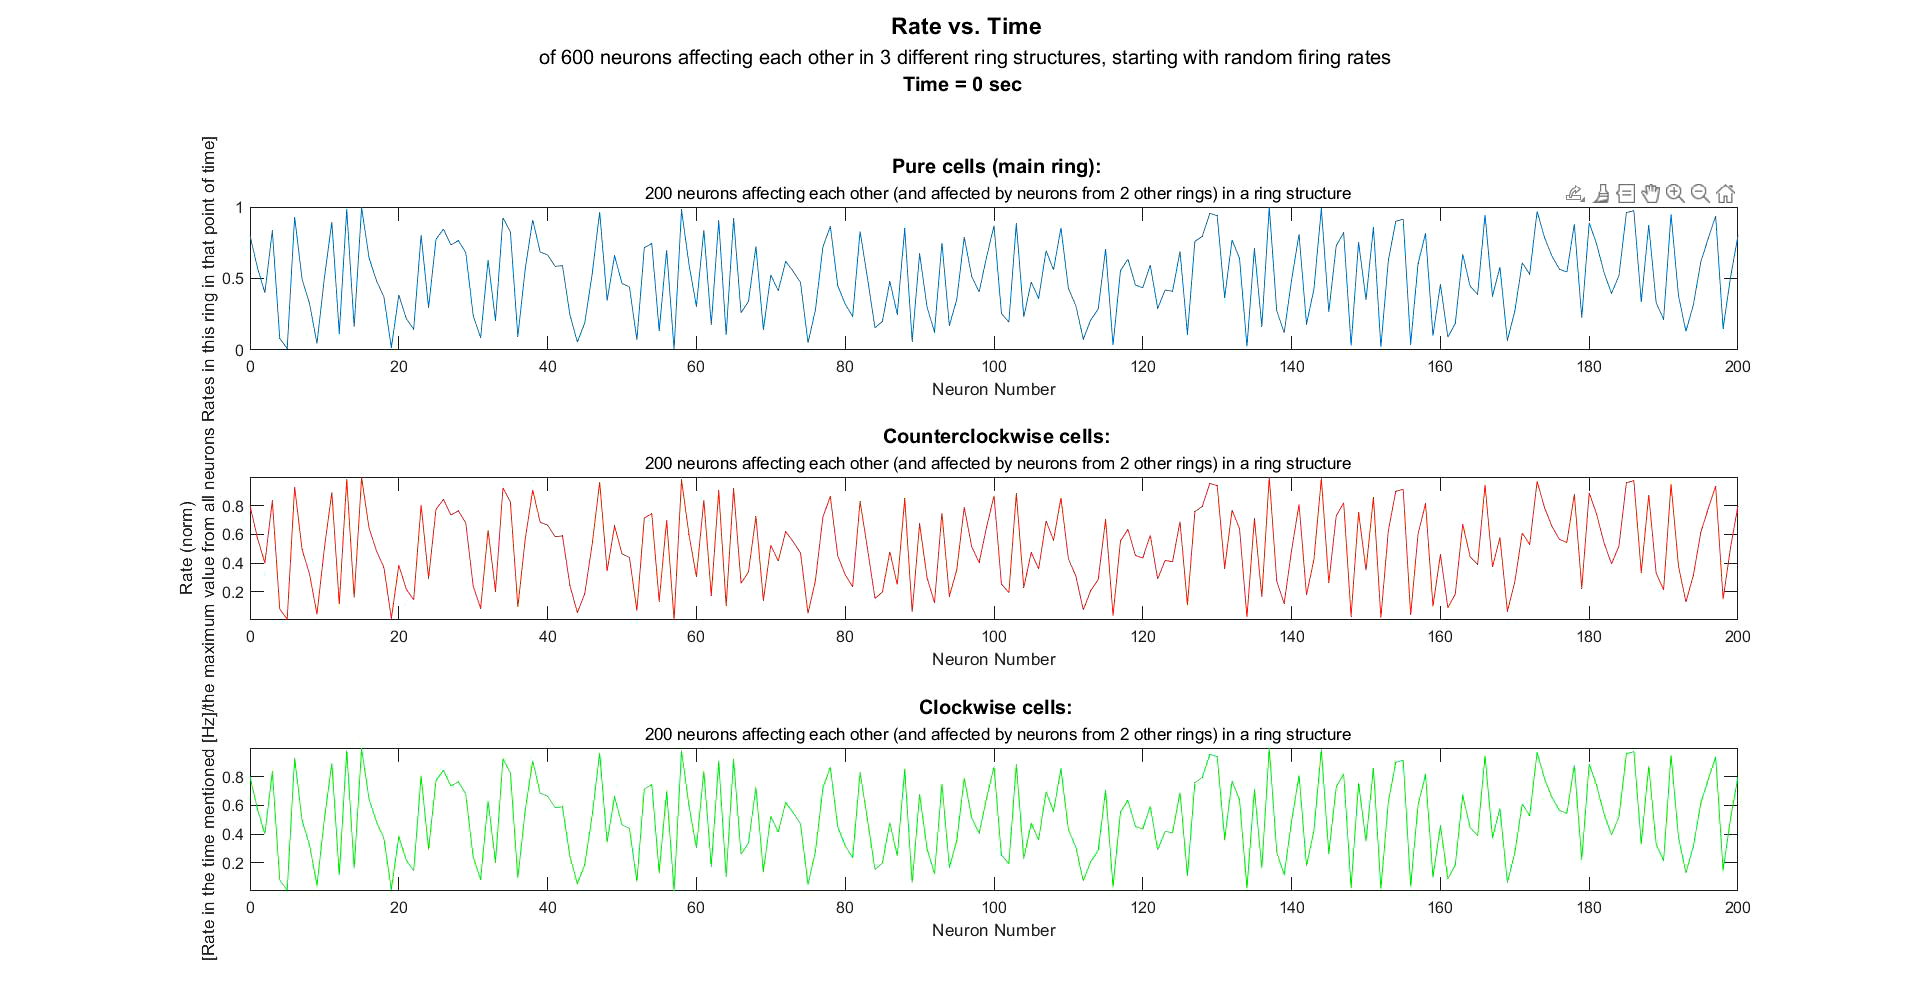 Rate vs. Time
of 600 neurons affecting each other in 3 different ring structures, starting with random firing rates
Time = 0 sec
Rate (norm)
[Rate in the time mentioned [Hz]/the maximum value from all neurons Rates in this ring in that point of time]
Pure cells (main ring):
200 neurons affecting each other (and affected by neurons from 2 other rings) in a ring structure
1
0.5
0
0 20 40 60 80 100 120 140 160 180 200
Neuron Number
Counterclockwise cells:
200 neurons affecting each other (and affected by neurons from 2 other rings) in a ring structure
0.8
0.6
0.4
0.2
0 20 40 60 80 100 120 140 160 180 200
Neuron Number
Clockwise cells:
200 neurons affecting each other (and affected by neurons from 2 other rings) in a ring structure
0.8
0.6
0.4
0.2
0 20 40 60 80 100 120 140 160 180 200
Neuron Number